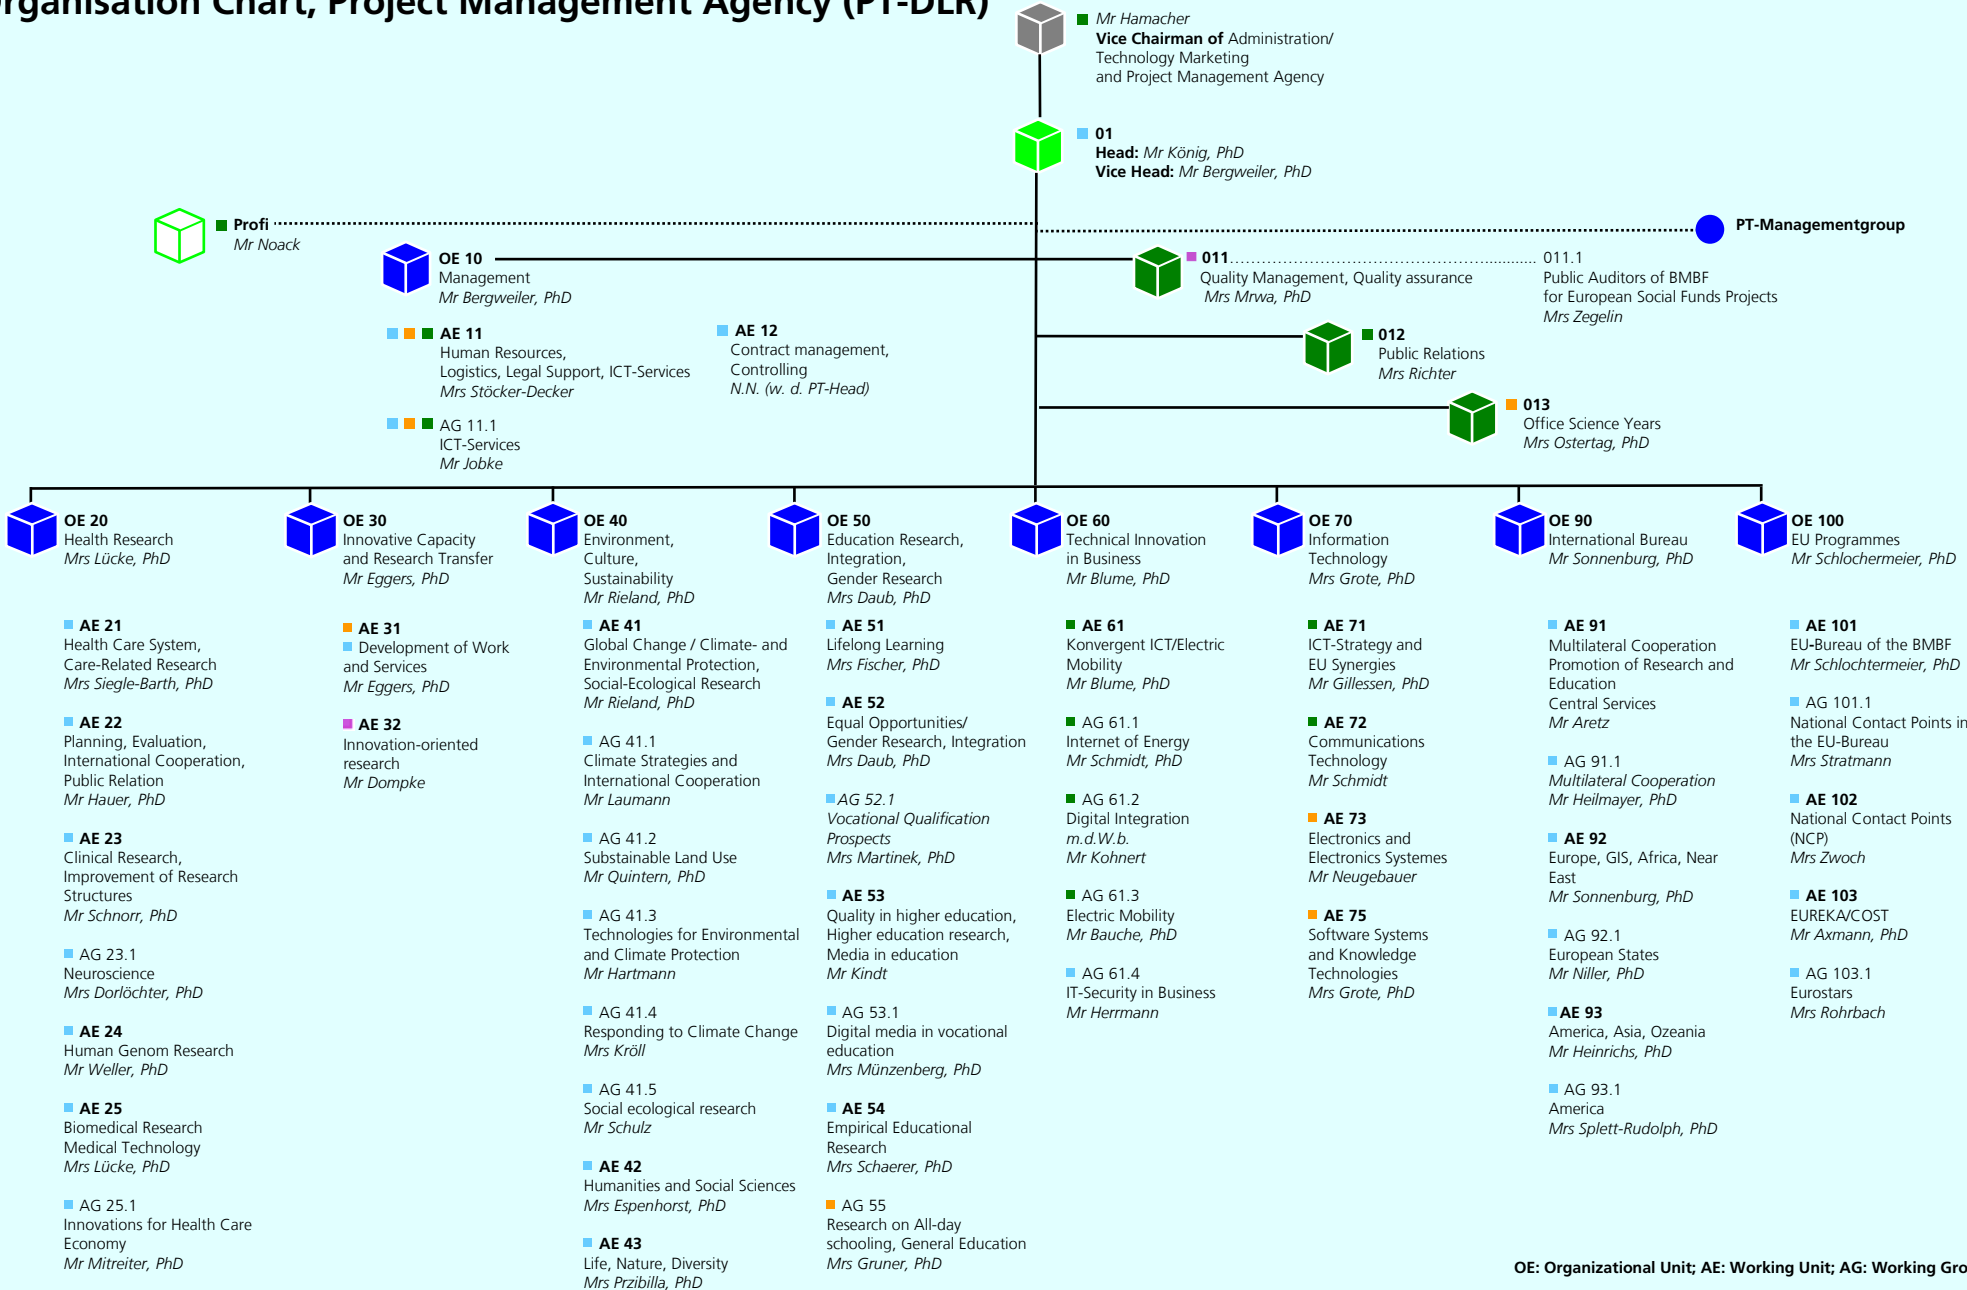 Organisation Chart, Project Management Agency (PT-DLR)
Mr Hamacher
Vice Chairman of Administration/
Technology Marketing
and Project Management Agency
01
Head: Mr König, PhD
Vice Head: Mr Bergweiler, PhD
Profi
Mr Noack
PT-Managementgroup
OE 10
Management
Mr Bergweiler, PhD
011
Quality Management, Quality assurance
Mrs Mrwa, PhD
011.1
Public Auditors of BMBF
for European Social Funds Projects
Mrs Zegelin
AE 11
Human Resources,
Logistics, Legal Support, ICT-Services
Mrs Stöcker-Decker
AE 12
Contract management,
Controlling
N.N. (w. d. PT-Head)
012
Public Relations
Mrs Richter
AG 11.1
ICT-Services
Mr Jobke
013
Office Science Years
Mrs Ostertag, PhD
OE 20
Health Research
Mrs Lücke, PhD
AE 21
Health Care System,
Care-Related Research
Mrs Siegle-Barth, PhD
AE 22
Planning, Evaluation,
International Cooperation,
Public Relation
Mr Hauer, PhD
AE 23
Clinical Research,
Improvement of Research
Structures
Mr Schnorr, PhD
AG 23.1
Neuroscience
Mrs Dorlöchter, PhD
AE 24
Human Genom Research
Mr Weller, PhD
AE 25
Biomedical Research
Medical Technology
Mrs Lücke, PhD
AG 25.1
Innovations for Health Care
Economy
Mr Mitreiter, PhD
OE 30
Innovative Capacity
and Research Transfer
Mr Eggers, PhD
AE 31
Development of Work
and Services
Mr Eggers, PhD
AE 32
Innovation-oriented
research
Mr Dompke
OE 40
Environment,
Culture,
Sustainability
Mr Rieland, PhD
AE 41
Global Change / Climate- and
Environmental Protection,
Social-Ecological Research
Mr Rieland, PhD
AG 41.1
Climate Strategies and
International Cooperation
Mr Laumann
AG 41.2
Substainable Land Use
Mr Quintern, PhD
AG 41.3
Technologies for Environmental
and Climate Protection
Mr Hartmann
AG 41.4
Responding to Climate Change
Mrs Kröll
AG 41.5
Social ecological research
Mr Schulz
AE 42
Humanities and Social Sciences
Mrs Espenhorst, PhD
AE 43
Life, Nature, Diversity
Mrs Przibilla, PhD
OE 50
Education Research,
Integration,
Gender Research
Mrs Daub, PhD
AE 51
Lifelong Learning
Mrs Fischer, PhD
AE 52
Equal Opportunities/
Gender Research, Integration
Mrs Daub, PhD
AG 52.1
Vocational Qualification
Prospects
Mrs Martinek, PhD
AE 53
Quality in higher education,
Higher education research,
Media in education
Mr Kindt
AG 53.1
Digital media in vocational
education
Mrs Münzenberg, PhD
AE 54
Empirical Educational
Research
Mrs Schaerer, PhD
AG 55
Research on All-day
schooling, General Education
Mrs Gruner, PhD
OE 60
Technical Innovation
in Business
Mr Blume, PhD
AE 61
Konvergent ICT/Electric
Mobility
Mr Blume, PhD
AG 61.1
Internet of Energy
Mr Schmidt, PhD
AG 61.2
Digital Integration
m.d.W.b.
Mr Kohnert
AG 61.3
Electric Mobility
Mr Bauche, PhD
AG 61.4
IT-Security in Business
Mr Herrmann
OE 70
Information
Technology
Mrs Grote, PhD
AE 71
ICT-Strategy and
EU Synergies
Mr Gillessen, PhD
AE 72
Communications
Technology
Mr Schmidt
AE 73
Electronics and
Electronics Systemes
Mr Neugebauer
AE 75
Software Systems
and Knowledge
Technologies
Mrs Grote, PhD
OE 90
International Bureau
Mr Sonnenburg, PhD
AE 91
Multilateral Cooperation
Promotion of Research and
Education
Central Services
Mr Aretz
AG 91.1
Multilateral Cooperation
Mr Heilmayer, PhD
AE 92
Europe, GIS, Africa, Near
East
Mr Sonnenburg, PhD
AG 92.1
European States
Mr Niller, PhD
AE 93
America, Asia, Ozeania
Mr Heinrichs, PhD
AG 93.1
America
Mrs Splett-Rudolph, PhD
OE 100
EU Programmes
Mr Schlochermeier, PhD
AE 101
EU-Bureau of the BMBF
Mr Schlochtermeier, PhD
AG 101.1
National Contact Points in
the EU-Bureau
Mrs Stratmann
AE 102
National Contact Points
(NCP)
Mrs Zwoch
AE 103
EUREKA/COST
Mr Axmann, PhD
AG 103.1
Eurostars
Mrs Rohrbach
OE: Organizational Unit; AE: Working Unit; AG: Working Gro